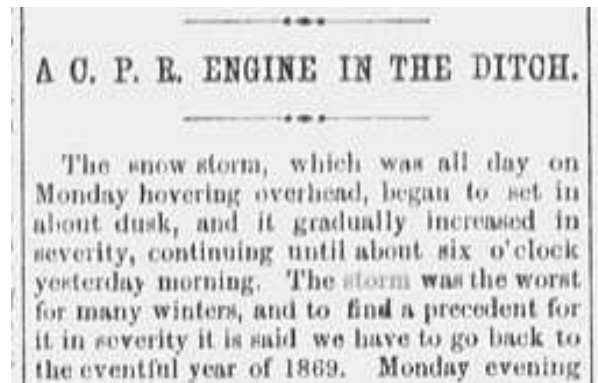 A C. P. R. ENGINE IN THE DITCH.
The snow storm, which was all day on
Monday hovering overhead, began to set in
about dusk, and it gradually increased in
severity, continuing until about six o'clock
yesterday morning. The storm was the worst
for many winters, and to find a precedent for
it in severity it is said we have to go back to
the eventful year of 1869. Monday evening